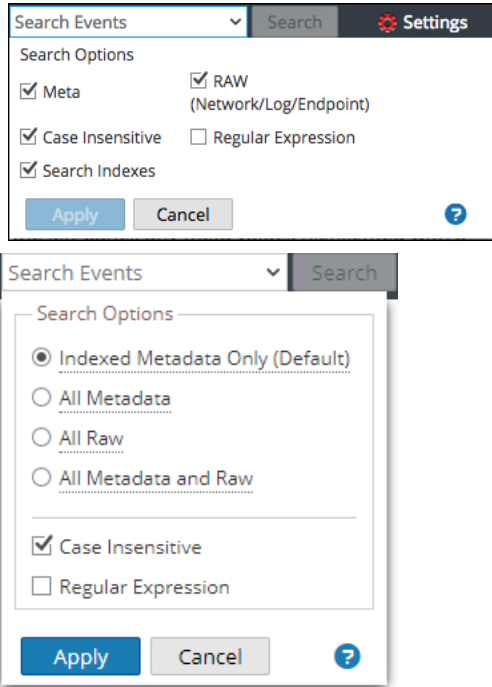 Search Events Search Settings
Search Options
Meta RAW
(Network/Log/Endpoint)
Case Insensitive Regular Expression
Search Indexes
Apply Cancel ?
Search Events Search
Search Options
Indexed Metadata Only (Default)
All Metadata
All Raw
All Metadata and Raw
Case Insensitive
Regular Expression
Apply Cancel ?